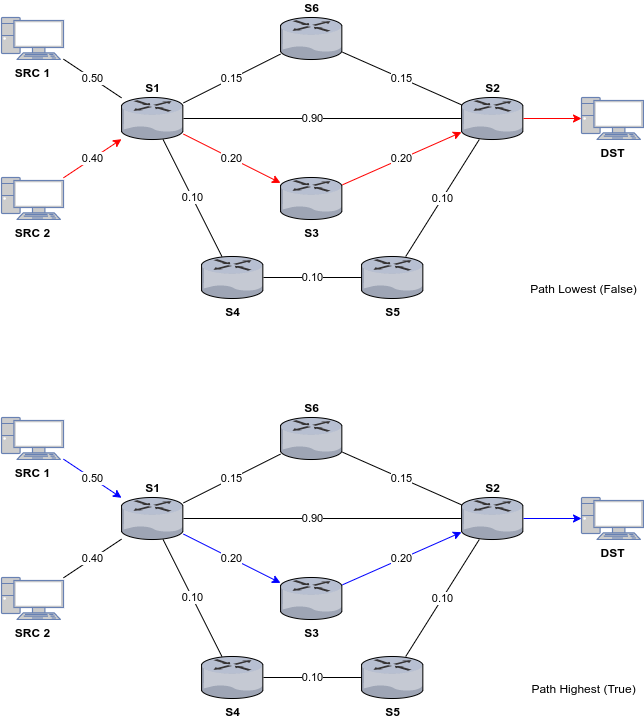 S6
SRC 1
0.50
0.15
0.15
S1
S2
0.90
DST
0.40
0.20
0.20
SRC 2
S3
0.10
0.10
0.10
S4
S5
Path Lowest (False)
S6
SRC 1
0.50
0.15
0.15
S1
S2
0.90
DST
0.40
0.20
0.20
SRC 2
S3
0.10
0.10
0.10
S4
S5
Path Highest (True)